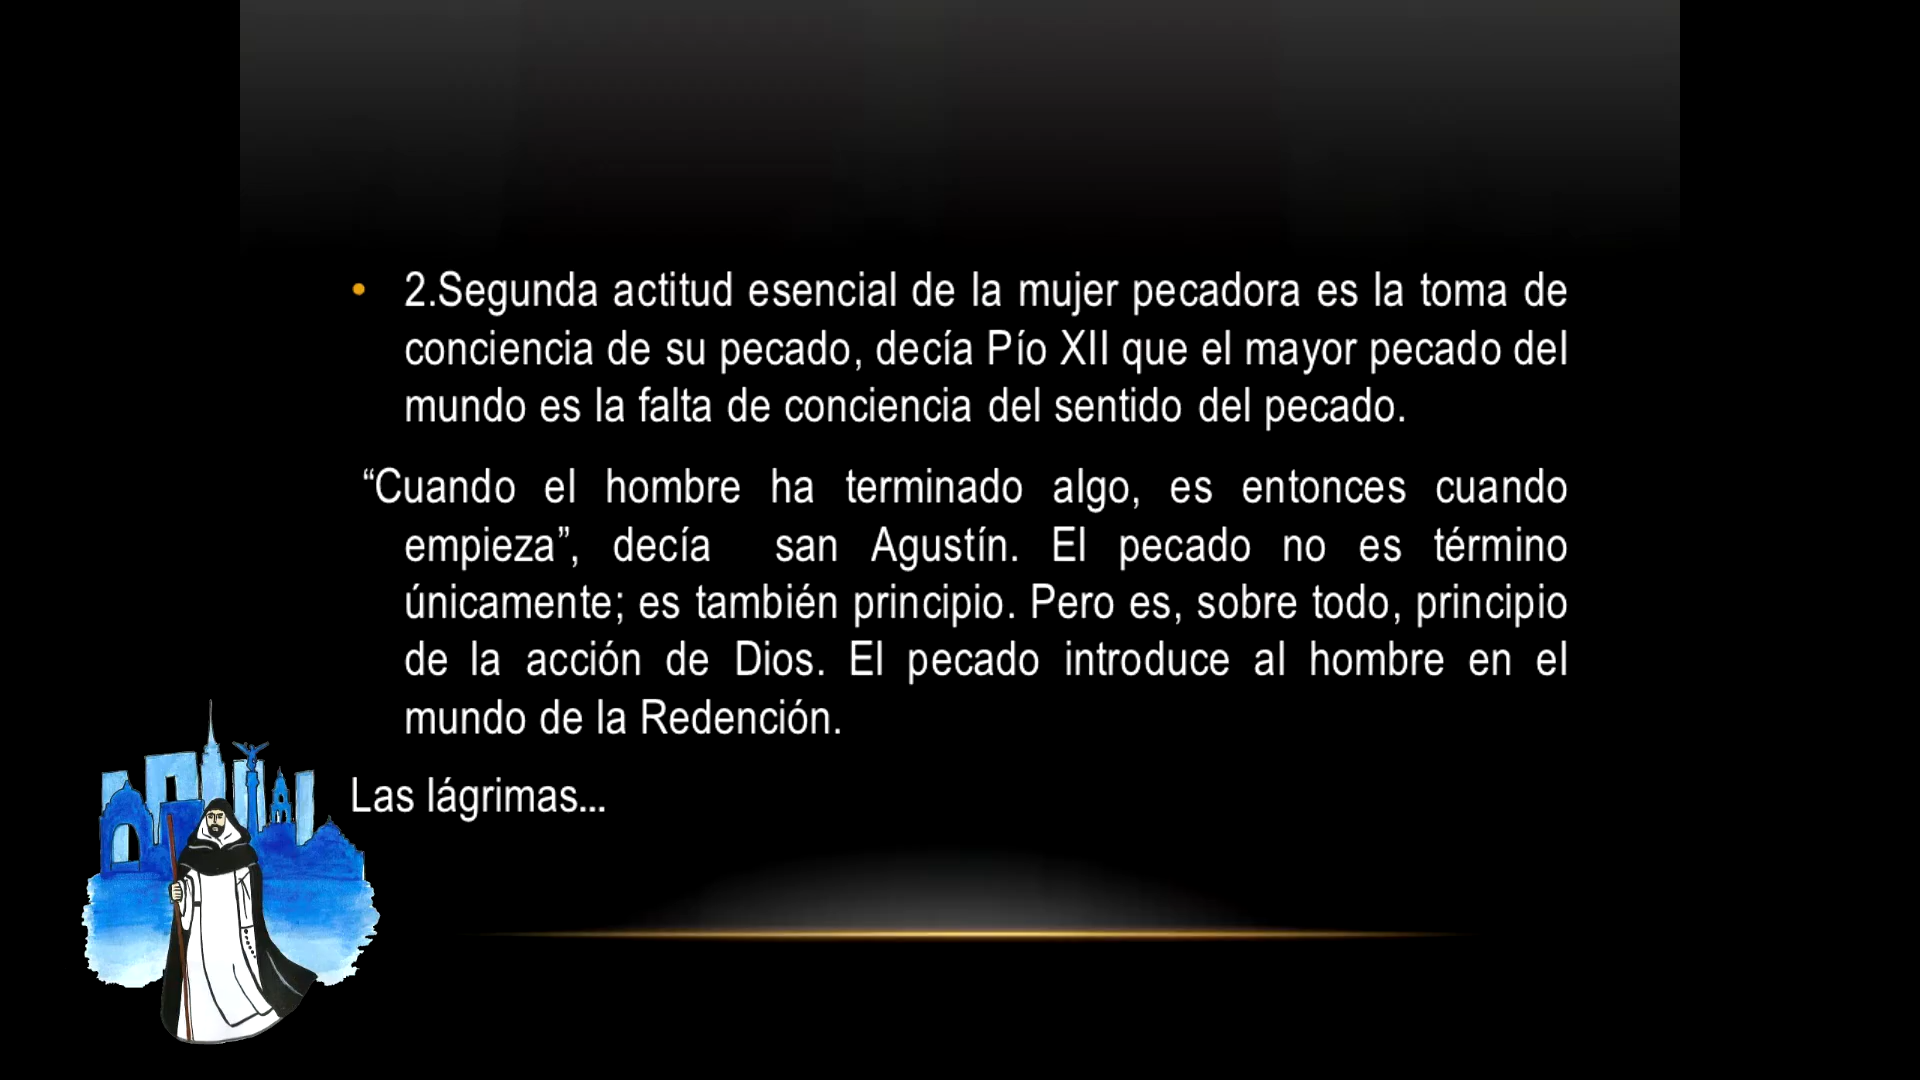 • 2.Segunda actitud esencial de la mujer pecadora es la toma de
conciencia de su pecado, decía Pío XII que el mayor pecado del
mundo es la falta de conciencia del sentido del pecado.
“Cuando el hombre ha terminado algo, es entonces cuando
empieza”, decía san Agustín. El pecado no es término
únicamente; es también principio. Pero es, sobre todo, principio
de la acción de Dios. El pecado introduce al hombre en el
mundo de la Redención.
Las lágrimas...